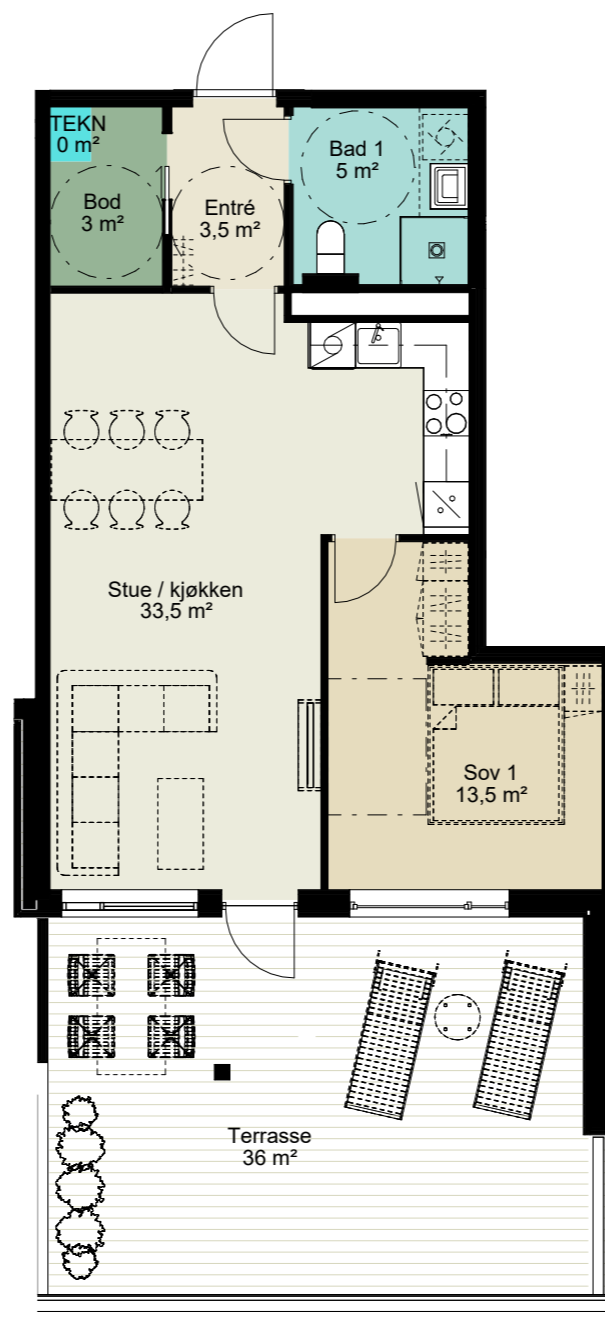 TEKN
0 m²
Bod
3 m²
Entré
3,5 m²
Bad 1
5 m²
Stue / kjøkken
33,5 m²
Sov 1
13,5 m²
Terrasse
36 m²